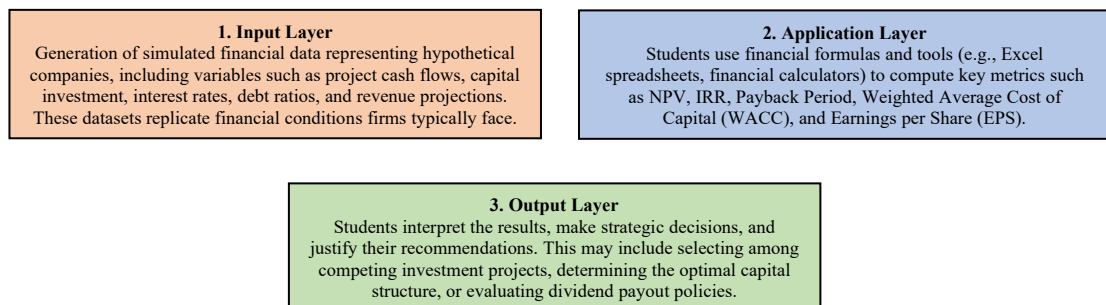 1. Input Layer
Generation of simulated financial data representing hypothetical
companies, including variables such as project cash flows, capital
investment, interest rates, debt ratios, and revenue projections.
These datasets replicate financial conditions firms typically face.
2. Application Layer
Students use financial formulas and tools (e.g., Excel
spreadsheets, financial calculators) to compute key metrics such
as NPV, IRR, Payback Period, Weighted Average Cost of
Capital (WACC), and Earnings per Share (EPS).
3. Output Layer
Students interpret the results, make strategic decisions, and
justify their recommendations. This may include selecting among
competing investment projects, determining the optimal capital
structure, or evaluating dividend payout policies.